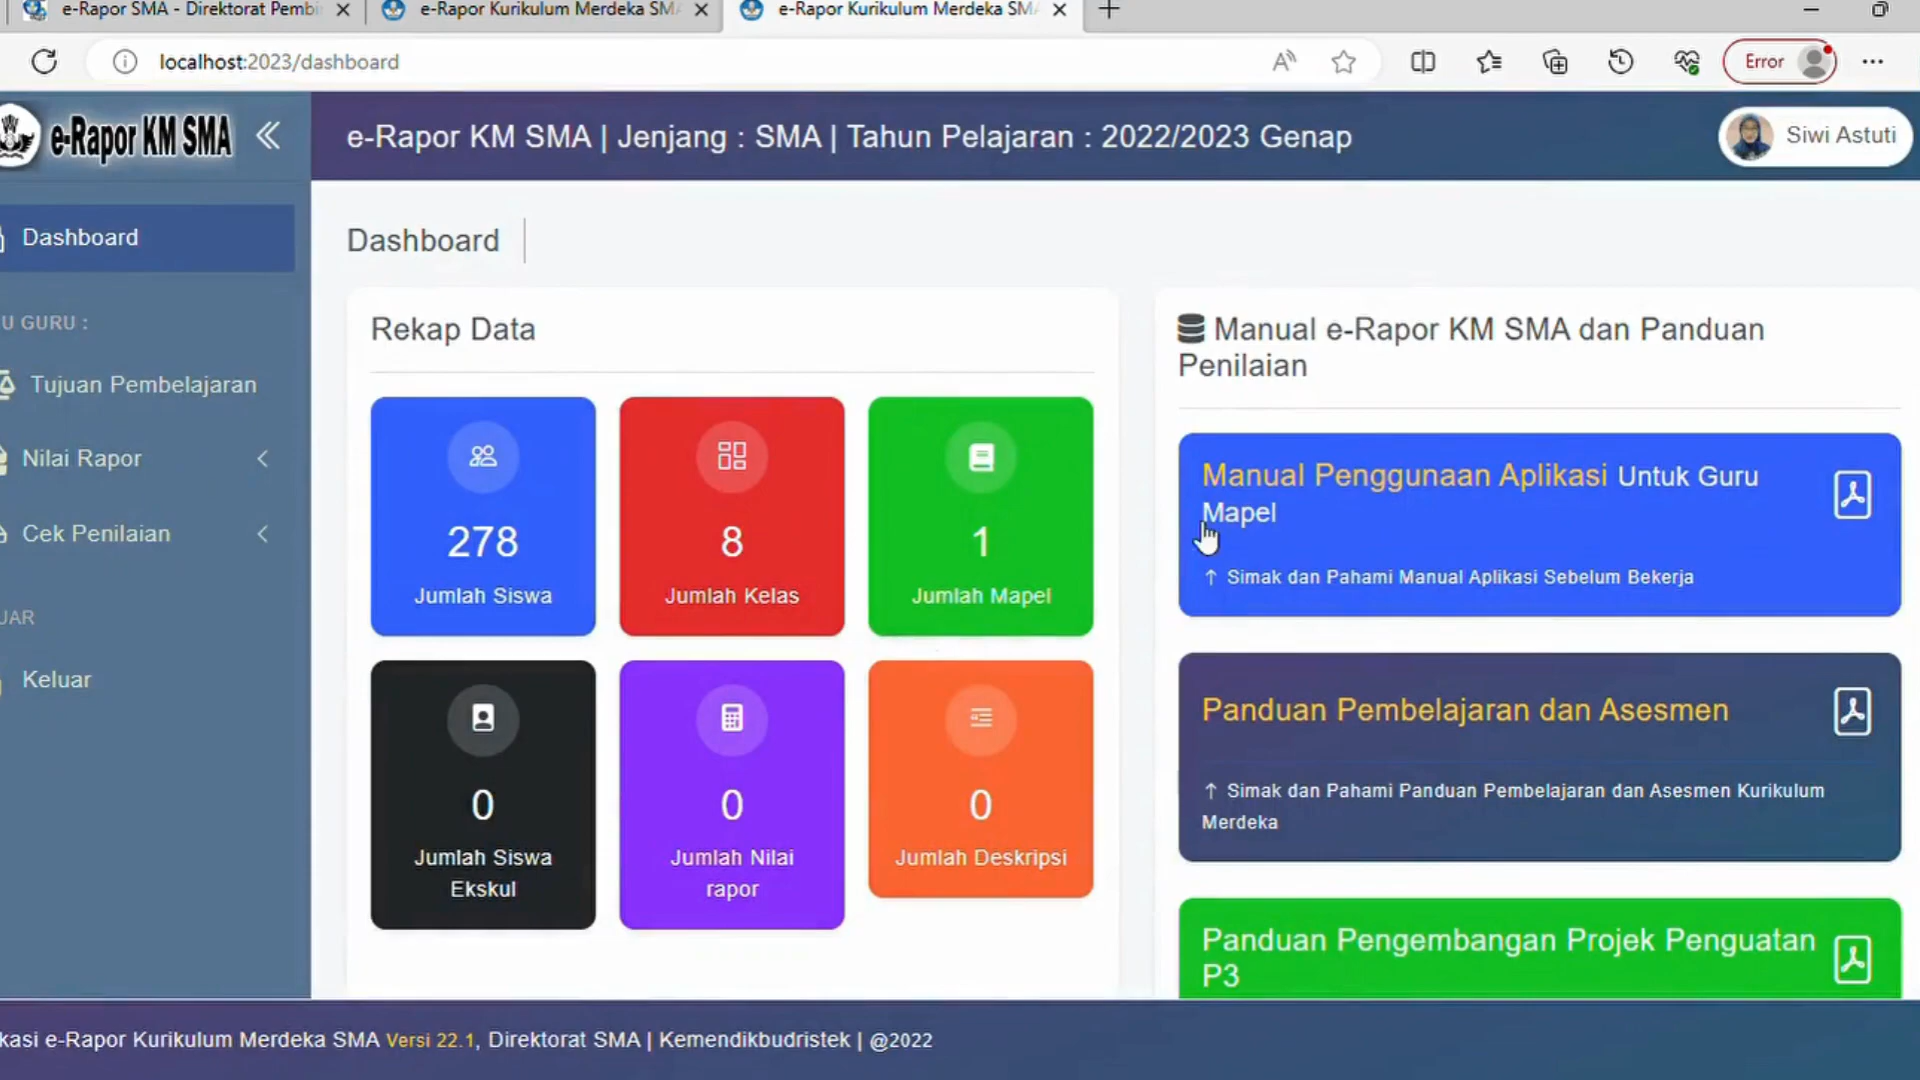 e-Rapor SMA - Direktorat Pembi
e-Rapor Kurikulum Merdeka SMA
e-Rapor Kurikulum Merdeka SMA
localhost:2023/dashboard
Error
e-Rapor KM SMA
e-Rapor KM SMA | Jenjang : SMA | Tahun Pelajaran : 2022/2023 Genap
Siwi Astuti
Dashboard
U GURU :
Tujuan Pembelajaran
Nilai Rapor
Cek Penilaian
UAR
Keluar
Dashboard
Rekap Data
278
Jumlah Siswa
8
Jumlah Kelas
1
Jumlah Mapel
0
Jumlah Siswa
Ekskul
0
Jumlah Nilai
rapor
0
Jumlah Deskripsi
Manual e-Rapor KM SMA dan Panduan
Penilaian
Manual Penggunaan Aplikasi Untuk Guru
Mapel
↑ Simak dan Pahami Manual Aplikasi Sebelum Bekerja
Panduan Pembelajaran dan Asesmen
↑ Simak dan Pahami Panduan Pembelajaran dan Asesmen Kurikulum
Merdeka
Panduan Pengembangan Projek Penguatan
P3
kasi e-Rapor Kurikulum Merdeka SMA Versi 22.1, Direktorat SMA | Kemendikbudristek | @2022